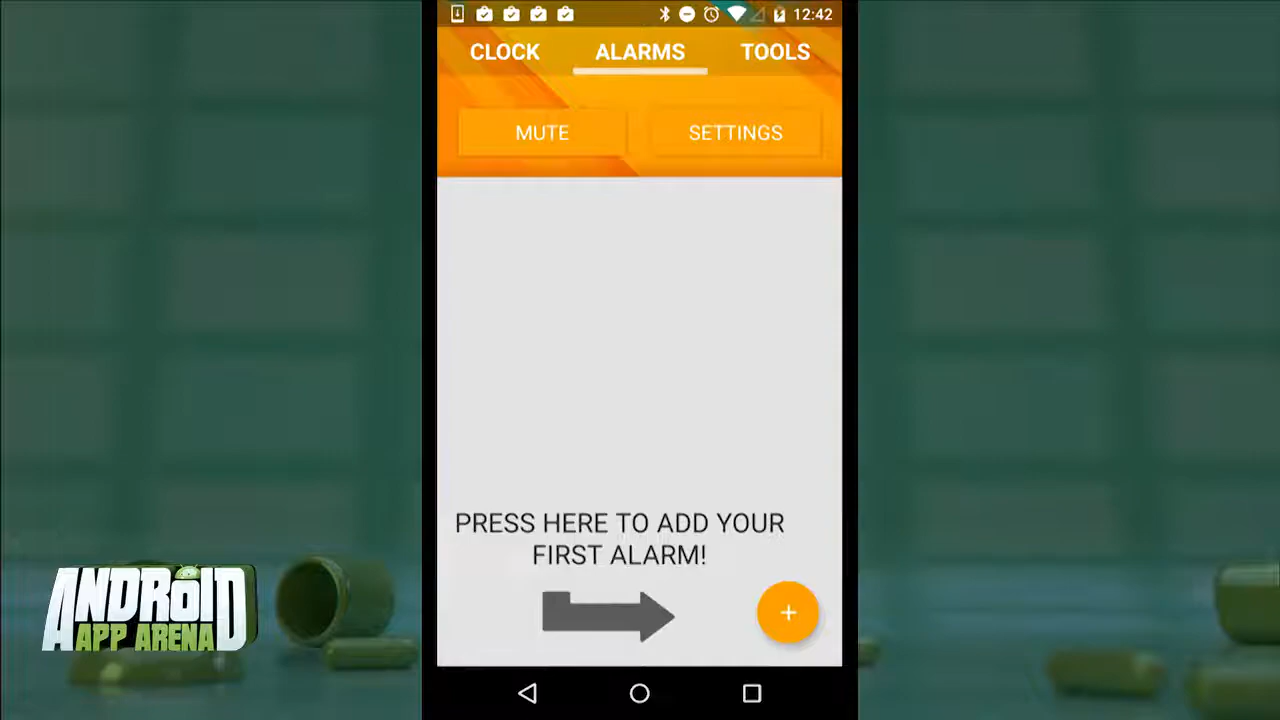 12:42
CLOCK ALARMS TOOLS
MUTE SETTINGS
PRESS HERE TO ADD YOUR
FIRST ALARM!
+
ANDROID
APP ARENA